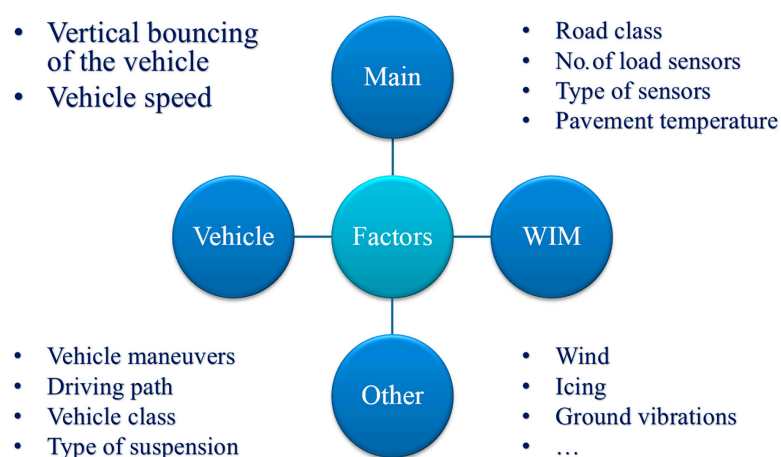 • Vertical bouncing
of the vehicle
• Vehicle speed
Main
• Road class
• No. of load sensors
• Type of sensors
• Pavement temperature
Vehicle
Factors
WIM
• Vehicle maneuvers
• Driving path
• Vehicle class
• Type of suspension
Other
• Wind
• Icing
• Ground vibrations
• …